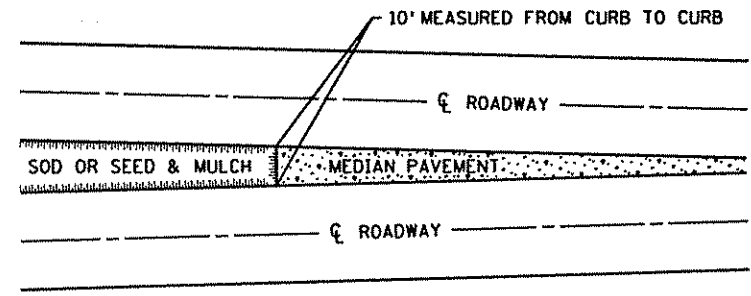 10' MEASURED FROM CURB TO CURB
℄ ROADWAY
SOD OR SEED & MULCH
MEDIAN PAVEMENT
℄ ROADWAY